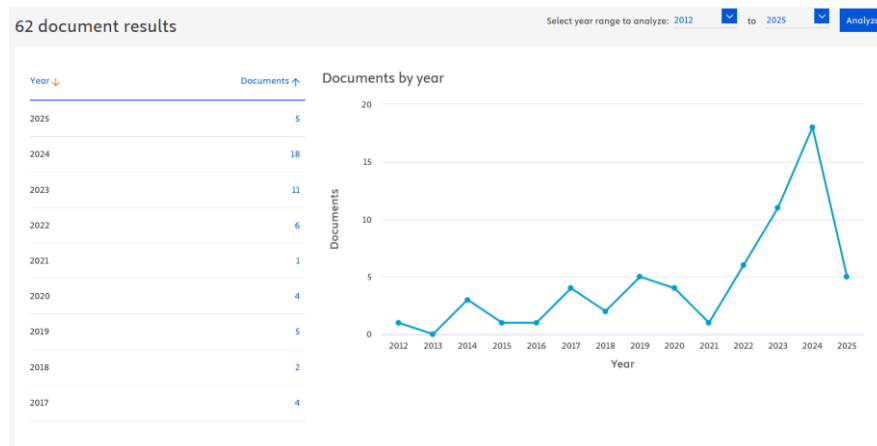 62 document results
Select year range to analyze: 2012 to 2025 Analyze
Year Documents
2025 5
2024 18
2023 11
2022 6
2021 1
2020 4
2019 5
2018 2
2017 4
Documents by year
20
15
10
5
0
Documents
2012 2013 2014 2015 2016 2017 2018 2019 2020 2021 2022 2023 2024 2025
Year